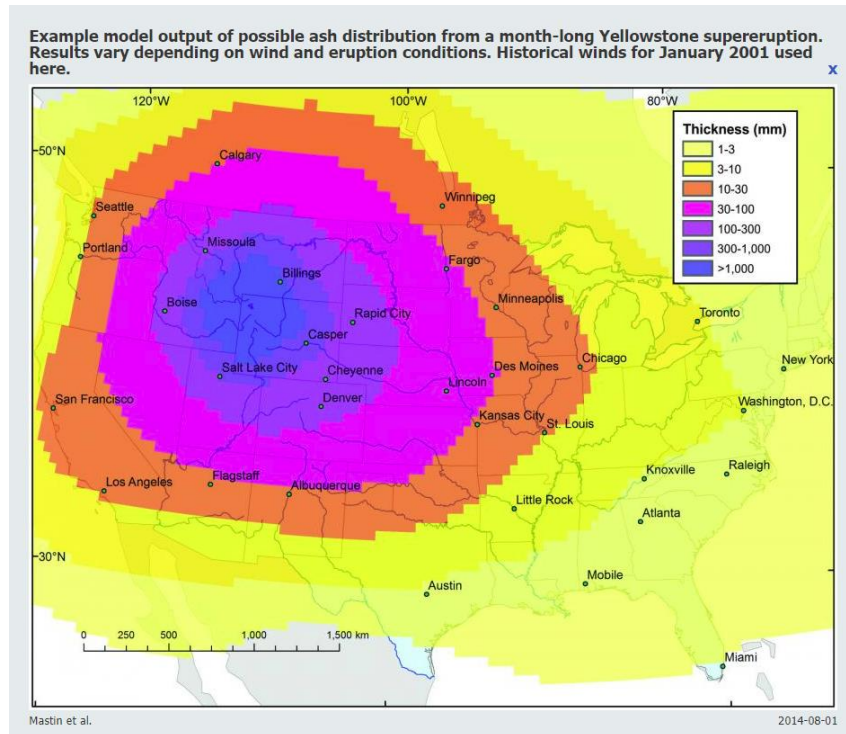 Example model output of possible ash distribution from a month-long Yellowstone supereruption.
Results vary depending on wind and eruption conditions. Historical winds for January 2001 used
here.
x
120°W
100°W
80°W
Thickness (mm)
1-3
3-10
10-30
30-100
100-300
300-1,000
>1,000
50°N
Calgary
Winnipeg
Seattle
Portland
Missoula
Fargo
Billings
Boise
Rapid City
Minneapolis
Toronto
Casper
Salt Lake City
Cheyenne
Des Moines
Chicago
New York
Lincoln
Denver
San Francisco
Kansas City
St. Louis
Washington, D.C.
Los Angeles
Flagstaff
Albuquerque
Knoxville
Raleigh
Little Rock
Atlanta
30°N
Austin
Mobile
0 250 500 1,000 1,500 km
Miami
Mastin et al.
2014-08-01